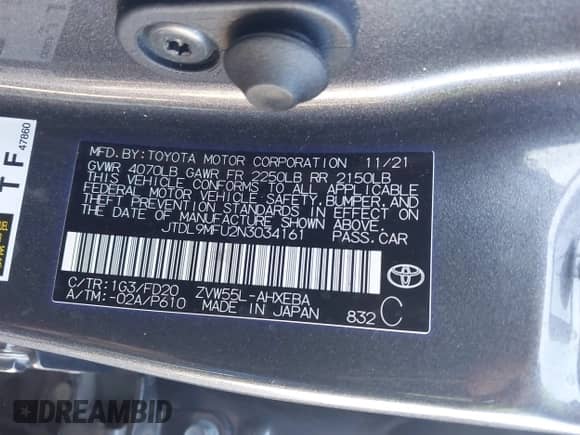 MFD. BY: TOYOTA MOTOR CORPORATION 11/21
GVWR 4070LB GAWR FR 2250LB RR 2150LB
THIS VEHICLE CONFORMS TO ALL APPLICABLE
FEDERAL MOTOR VEHICLE SAFETY, BUMPER, AND
THEFT PREVENTION STANDARDS IN EFFECT ON
THE DATE OF MANUFACTURE SHOWN ABOVE.
JTDL9MFU2N3034161 PASS. CAR
C/TR: 1G3/FD20 ZVW55L-AHXEBA
A/TM: -02A/P610 MADE IN JAPAN 832 C
TOYOTA
T F 47860
DREAMBID